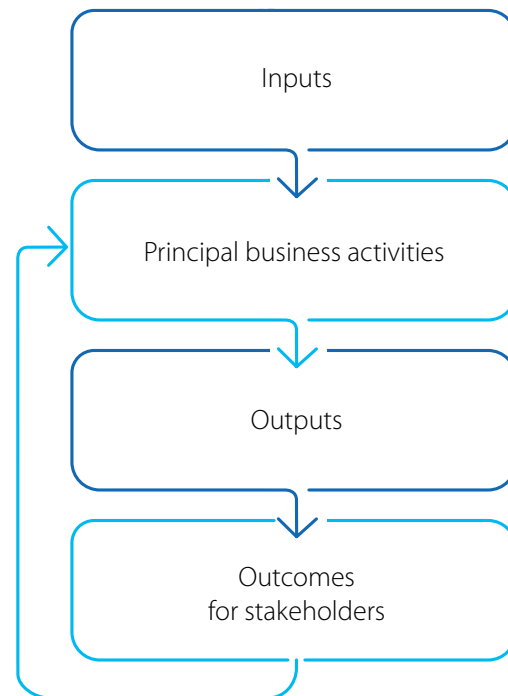 Inputs
Principal business activities
Outputs
Outcomes
for stakeholders